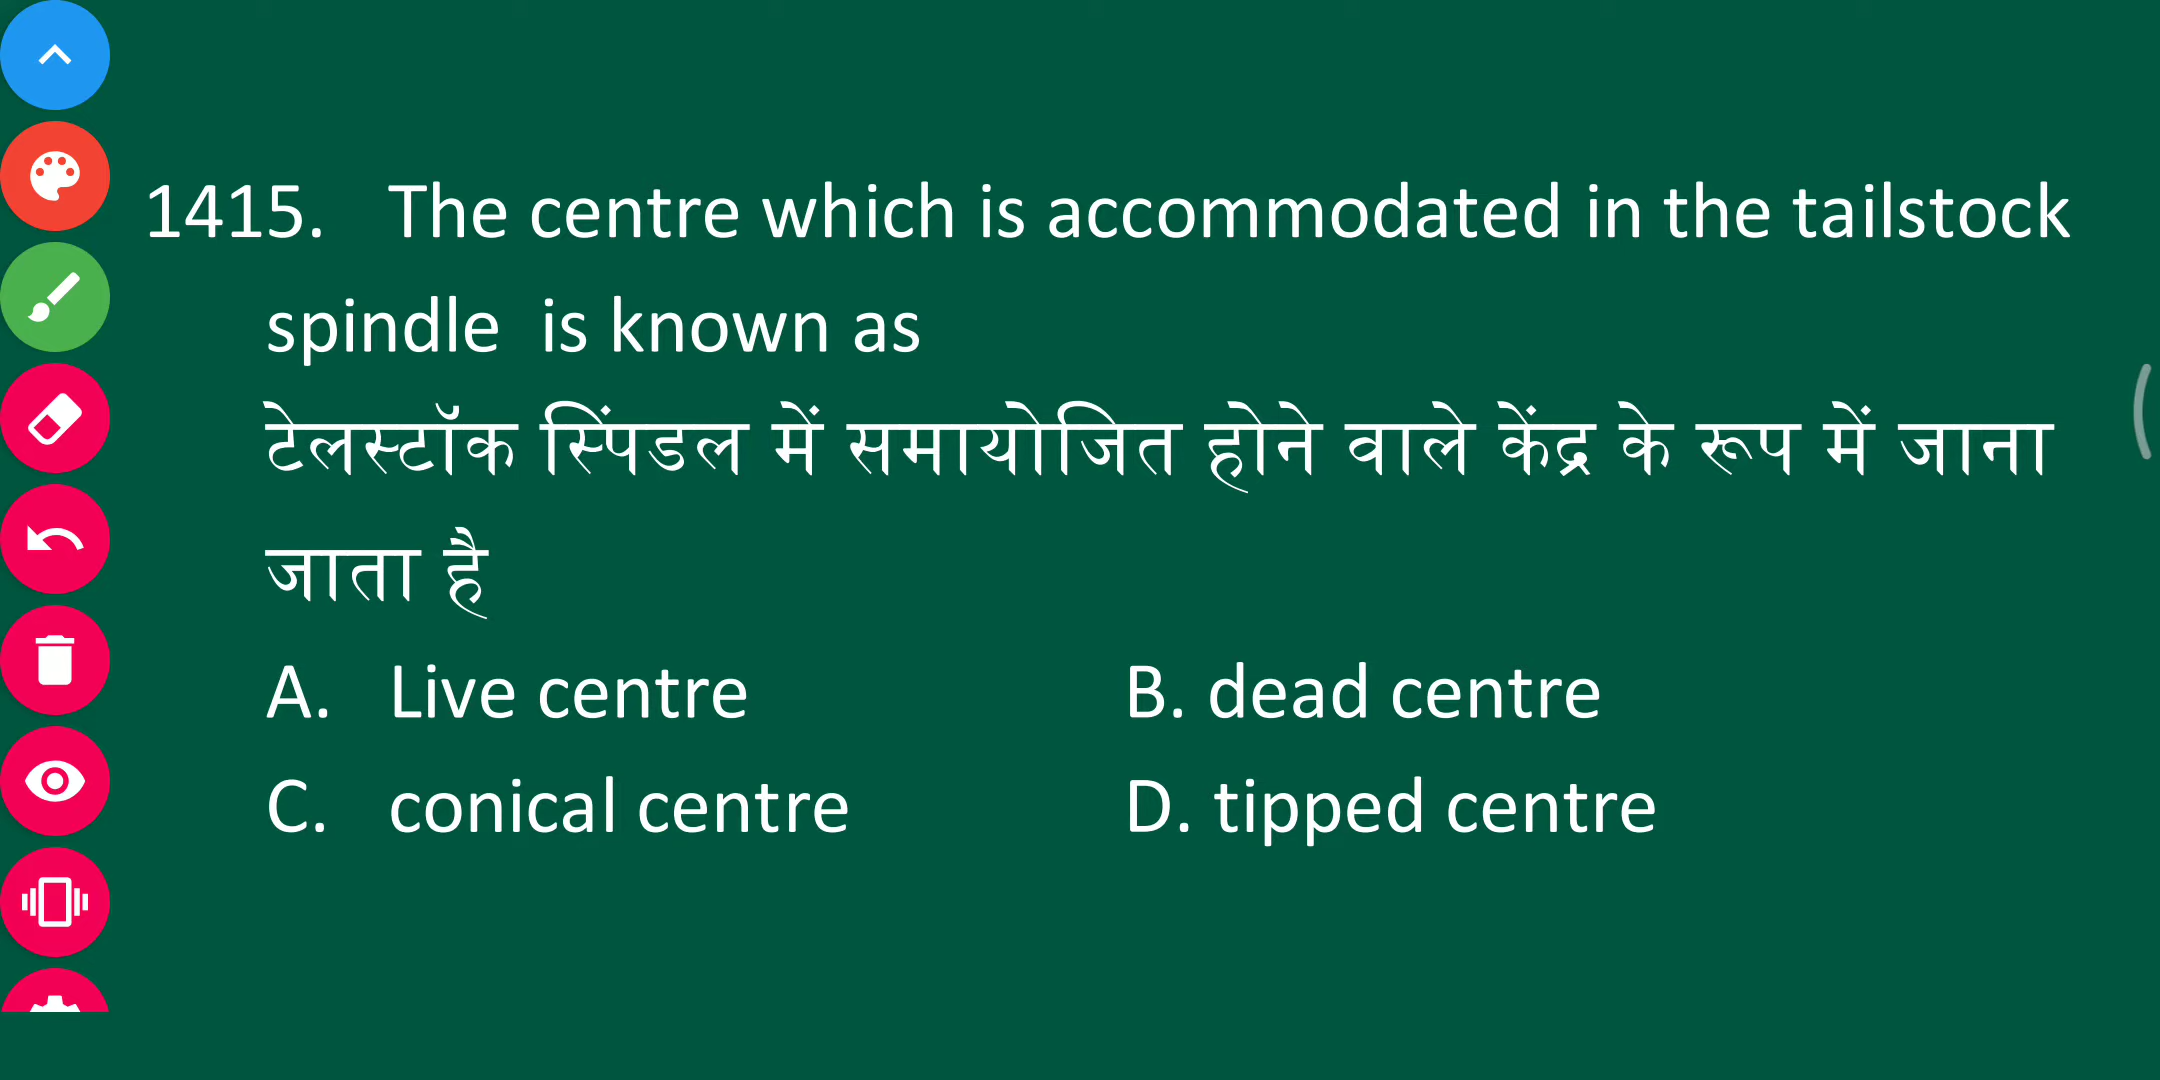 1415. The centre which is accommodated in the tailstock
spindle is known as
टेलस्टॉक स्पिंडल में समायोजित होने वाले केंद्र के रूप में जाना
जाता है
A. Live centre B. dead centre
C. conical centre D. tipped centre